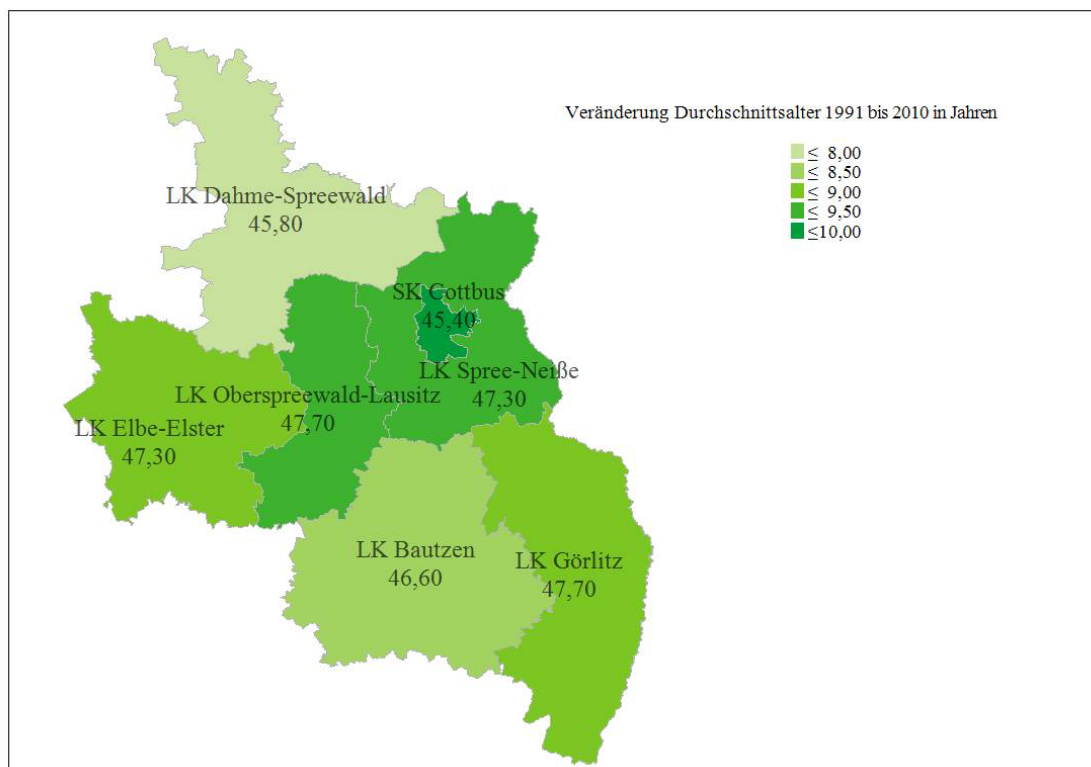 Veränderung Durchschnittsalter 1991 bis 2010 in Jahren
≤ 8,00
≤ 8,50
≤ 9,00
≤ 9,50
≤10,00
LK Dahme-Spreewald
45,80
SK Cottbus
45,40
LK Spree-Neiße
47,30
LK Oberspreewald-Lausitz
47,70
LK Elbe-Elster
47,30
LK Bautzen
46,60
LK Görlitz
47,70